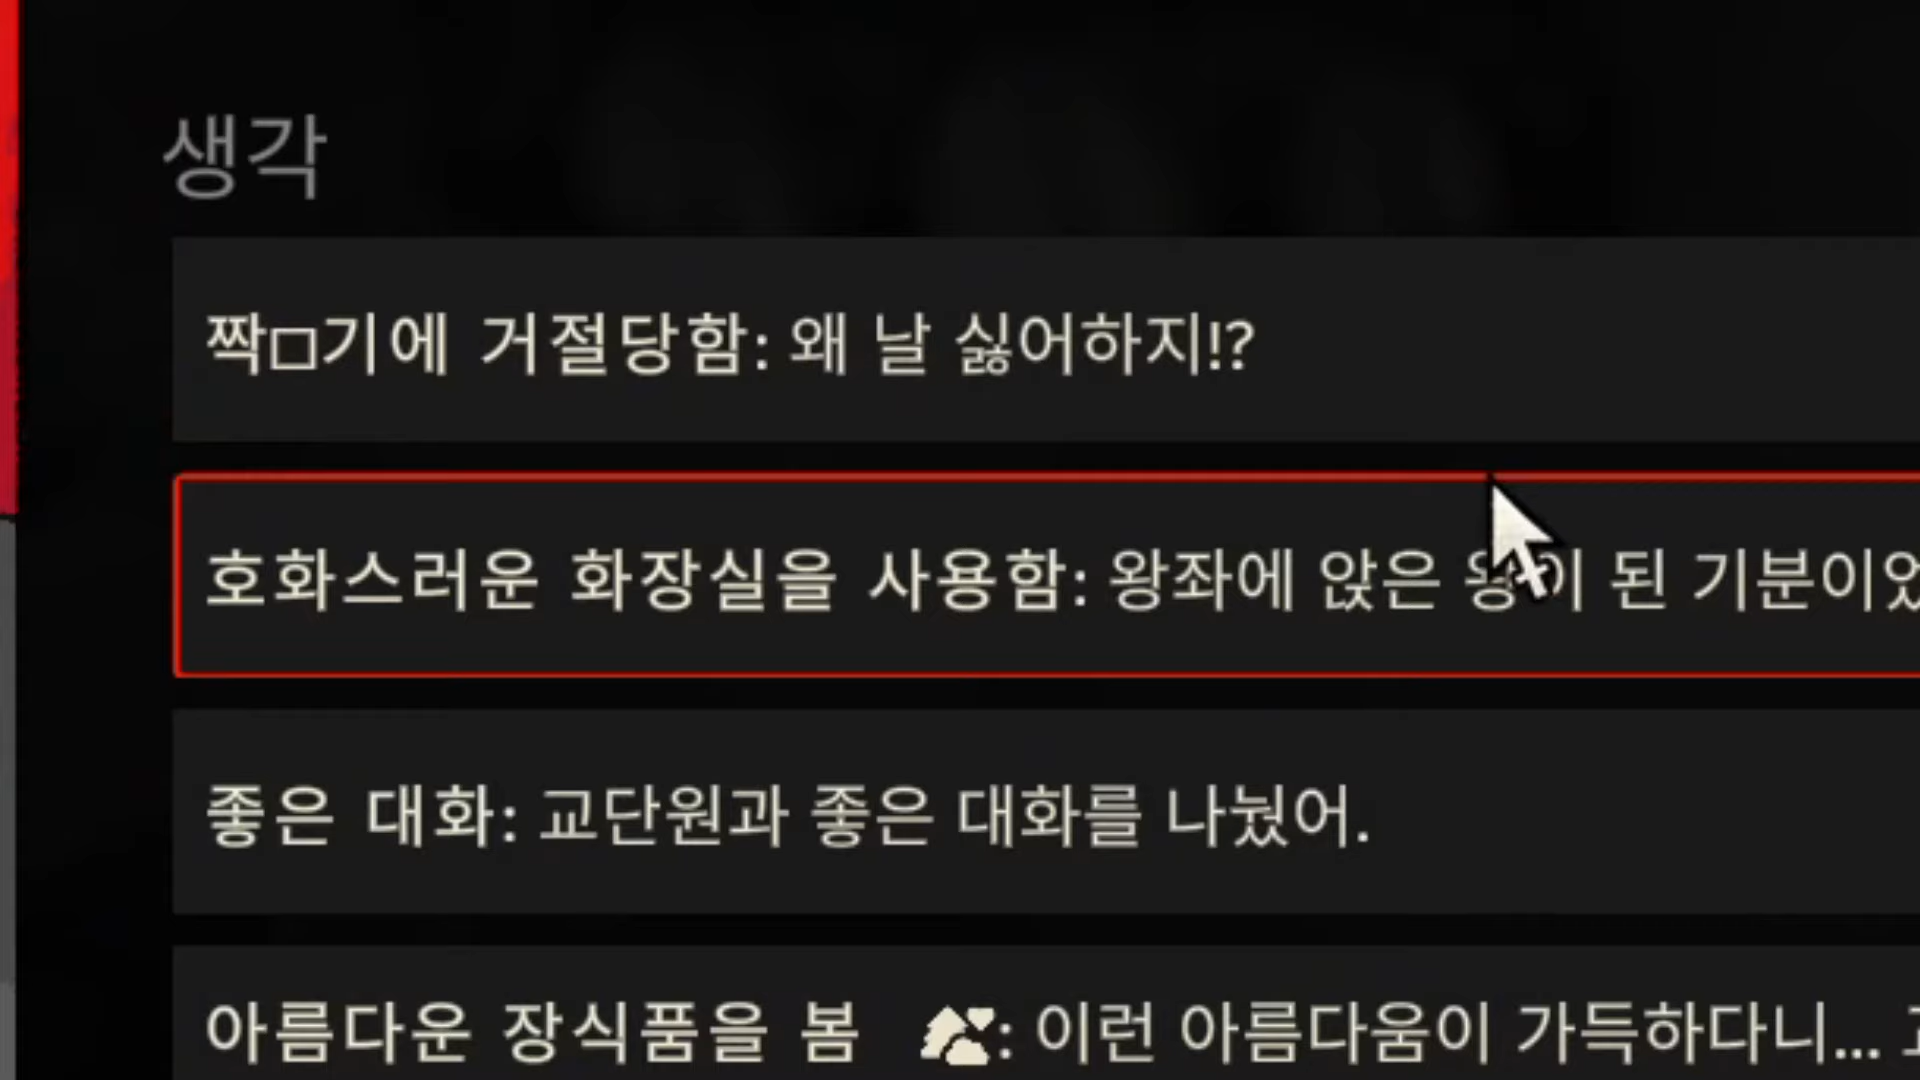 생각
짝□기에 거절당함: 왜 날 싫어하지!?
호화스러운 화장실을 사용함: 왕좌에 앉은 왕이 된 기분이었
좋은 대화: 교단원과 좋은 대화를 나눴어.
아름다운 장식품을 봄 : 이런 아름다움이 가득하다니...